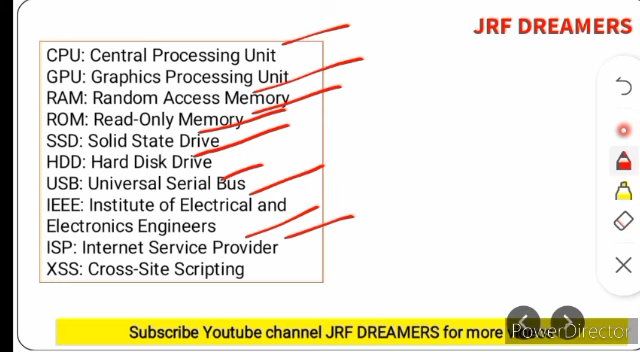 JRF DREAMERS
CPU: Central Processing Unit
GPU: Graphics Processing Unit
RAM: Random Access Memory
ROM: Read-Only Memory
SSD: Solid State Drive
HDD: Hard Disk Drive
USB: Universal Serial Bus
IEEE: Institute of Electrical and
Electronics Engineers
ISP: Internet Service Provider
XSS: Cross-Site Scripting
Subscribe Youtube channel JRF DREAMERS for more
PowerDirector